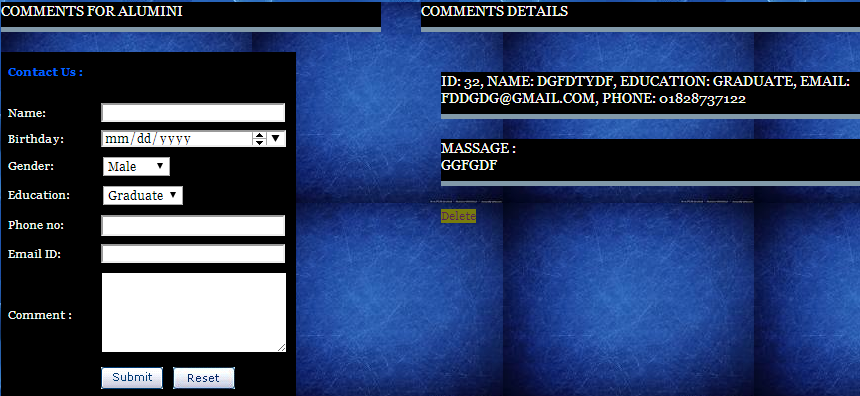 COMMENTS FOR ALUMINI
Contact Us :
Name:
Birthday: mm/dd/yyyy
Gender: Male
Education: Graduate
Phone no:
Email ID:
Comment :
Submit Reset
COMMENTS DETAILS
ID: 32, NAME: DGFDTYDF, EDUCATION: GRADUATE, EMAIL:
FDDGDG@GMAIL.COM, PHONE: 01828737122
MASSAGE :
GGFGDF
Delete